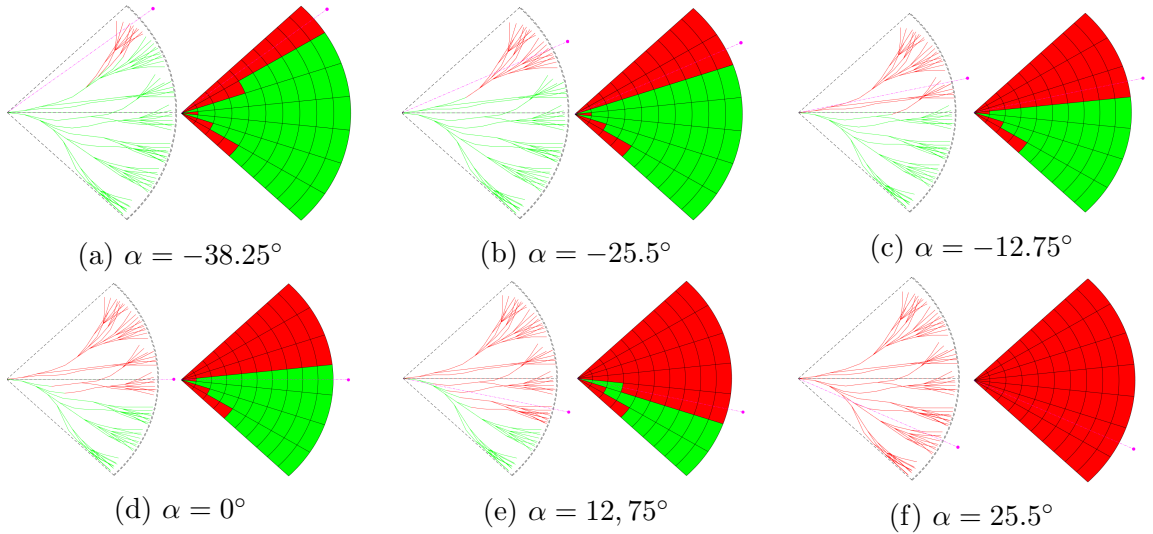 (a) α = −38.25°
(b) α = −25.5°
(c) α = −12.75°
(d) α = 0°
(e) α = 12, 75°
(f) α = 25.5°